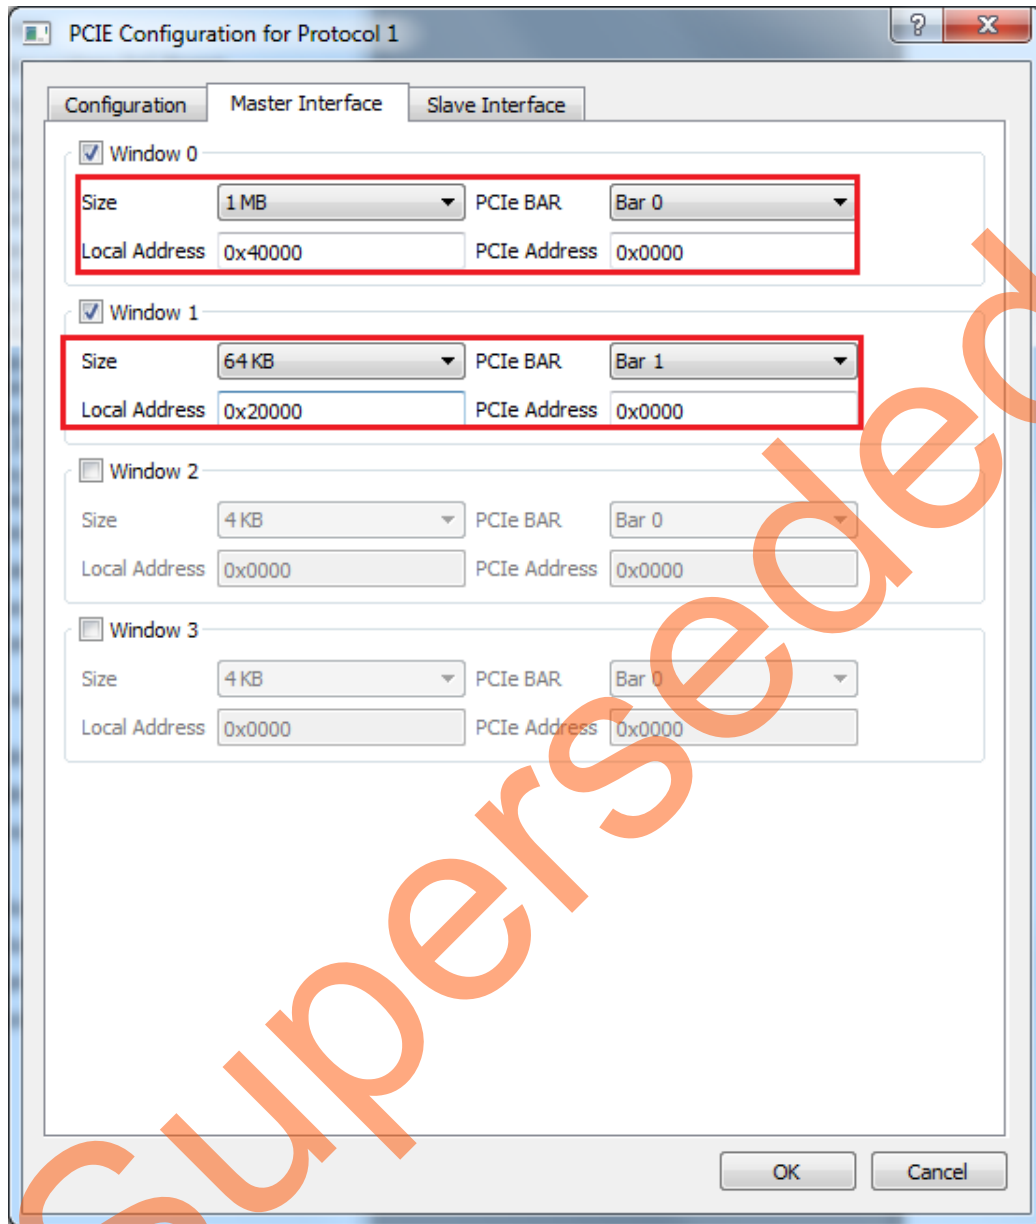 PCIE Configuration for Protocol 1
Configuration Master Interface Slave Interface
Window 0
Size 1 MB PCIe BAR Bar 0
Local Address 0x40000 PCIe Address 0x0000
Window 1
Size 64 KB PCIe BAR Bar 1
Local Address 0x20000 PCIe Address 0x0000
Window 2
Size 4 KB PCIe BAR Bar 0
Local Address 0x0000 PCIe Address 0x0000
Window 3
Size 4 KB PCIe BAR Bar 0
Local Address 0x0000 PCIe Address 0x0000
OK Cancel
Superseded